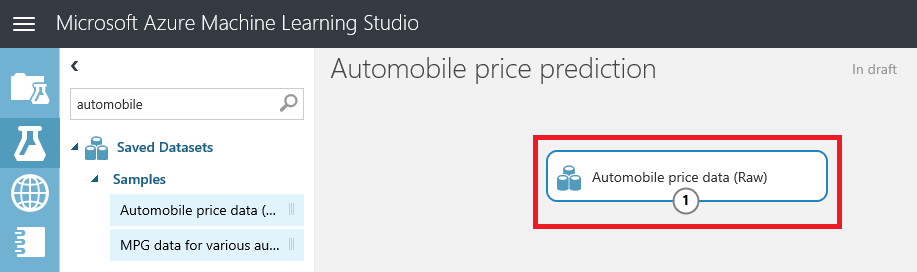 Microsoft Azure Machine Learning Studio
automobile
Saved Datasets
Samples
Automobile price data (...
MPG data for various au...
Automobile price prediction
In draft
Automobile price data (Raw)
1